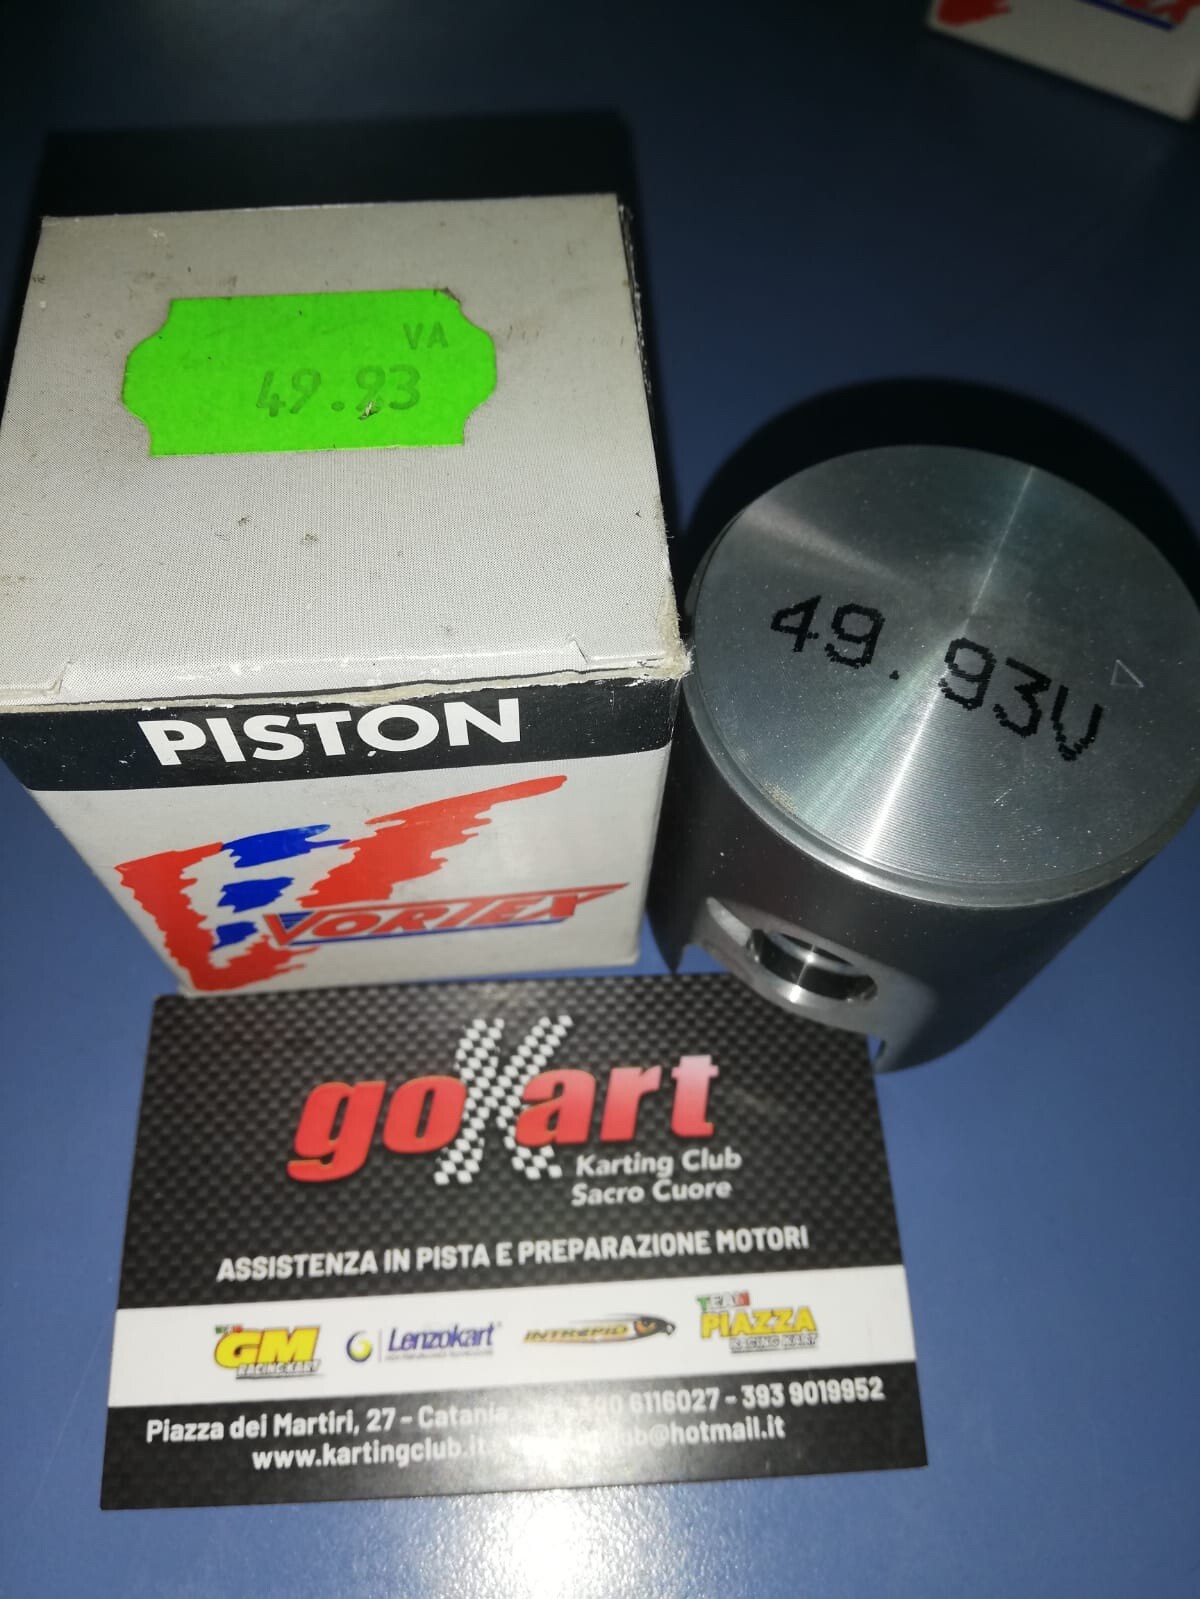 VA
49.93
PISTON
VORTEX
49.93V
goKart
Karting Club
Sacro Cuore
ASSISTENZA IN PISTA E PREPARAZIONE MOTORI
GM
RACING KART
Lenzokart
INTREPID
TEAM
PIAZZA
RACING KART
Piazza dei Martiri, 27 - Catania 6116027 - 393 9019952
www.kartingclub.it @hotmail.it